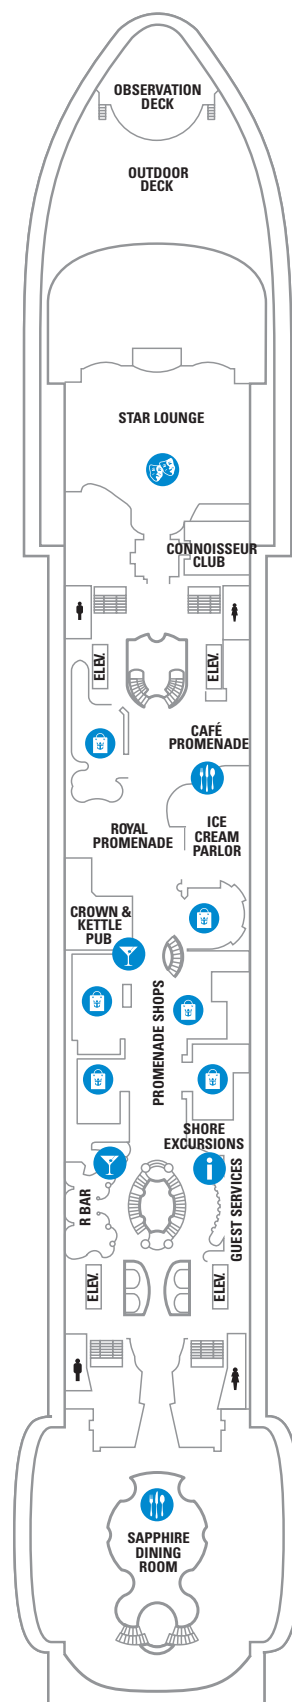 OBSERVATION
DECK
OUTDOOR
DECK
STAR LOUNGE
CONNOISSEUR
CLUB
ELEV.
ELEV.
CAFÉ
PROMENADE
ROYAL
PROMENADE
ICE
CREAM
PARLOR
CROWN &
KETTLE
PUB
PROMENADE SHOPS
SHORE
EXCURSIONS
GUEST SERVICES
R BAR
ELEV.
ELEV.
SAPPHIRE
DINING
ROOM